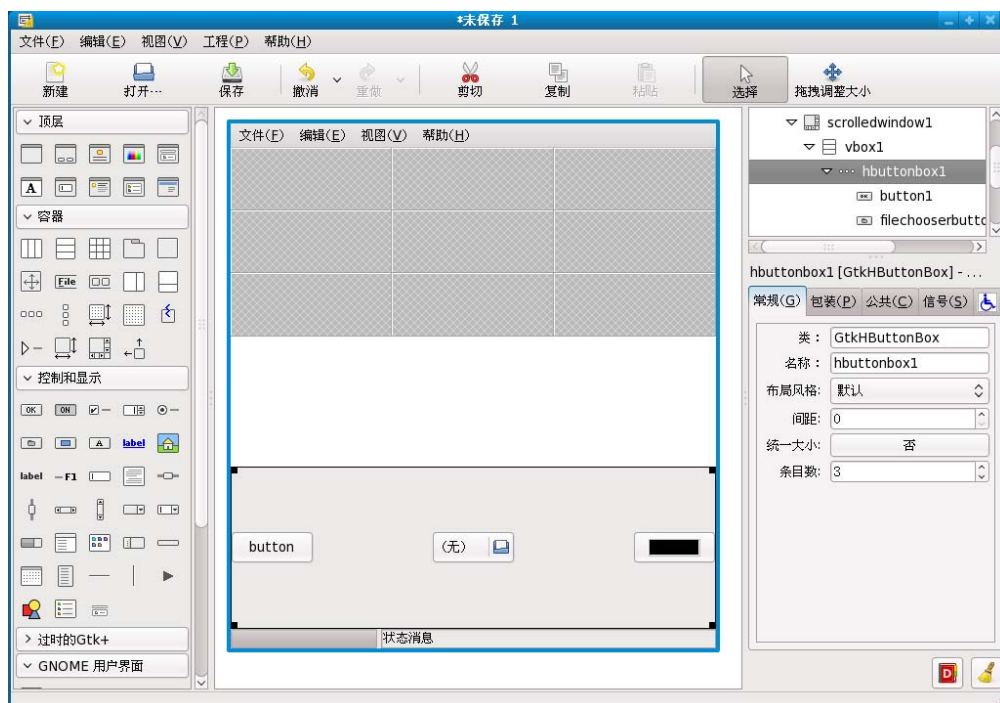 *未保存 1
文件(F) 编辑(E) 视图(V) 工程(P) 帮助(H)
新建 打开… 保存 撤消 重做 剪切 复制 粘贴 选择 拖拽调整大小
顶层
A
容器
File
控制和显示
OK ON
A label
label F1
过时的Gtk+
GNOME 用户界面
文件(F) 编辑(E) 视图(V) 帮助(H)
button (无)
状态消息
scrolledwindow1
vbox1
hbuttonbox1
OK button1
filechooserbutto
hbuttonbox1 [GtkHButtonBox] - ...
常规(G) 包装(P) 公共(C) 信号(S)
类： GtkHButtonBox
名称： hbuttonbox1
布局风格: 默认
间距: 0
统一大小: 否
条目数: 3
D